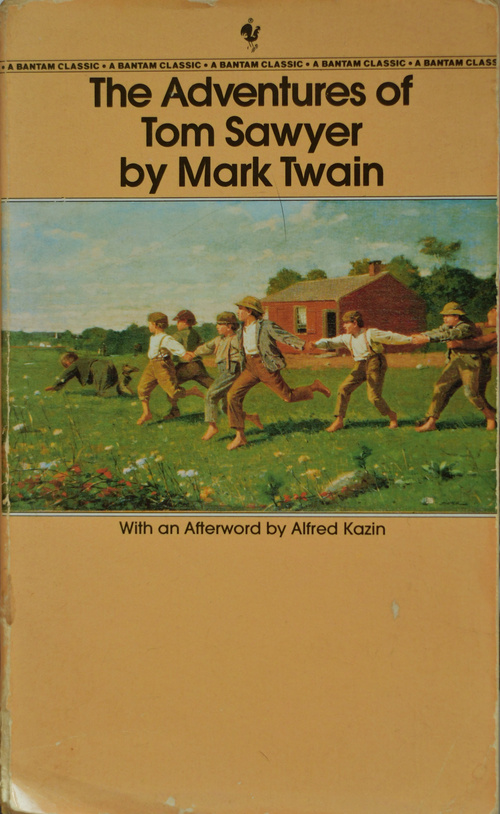 • A BANTAM CLASSIC • A BANTAM CLASSIC • A BANTAM CLASSIC • A BANTAM CLASSIC • A BANTAM CLASS
The Adventures of
Tom Sawyer
by Mark Twain
With an Afterword by Alfred Kazin